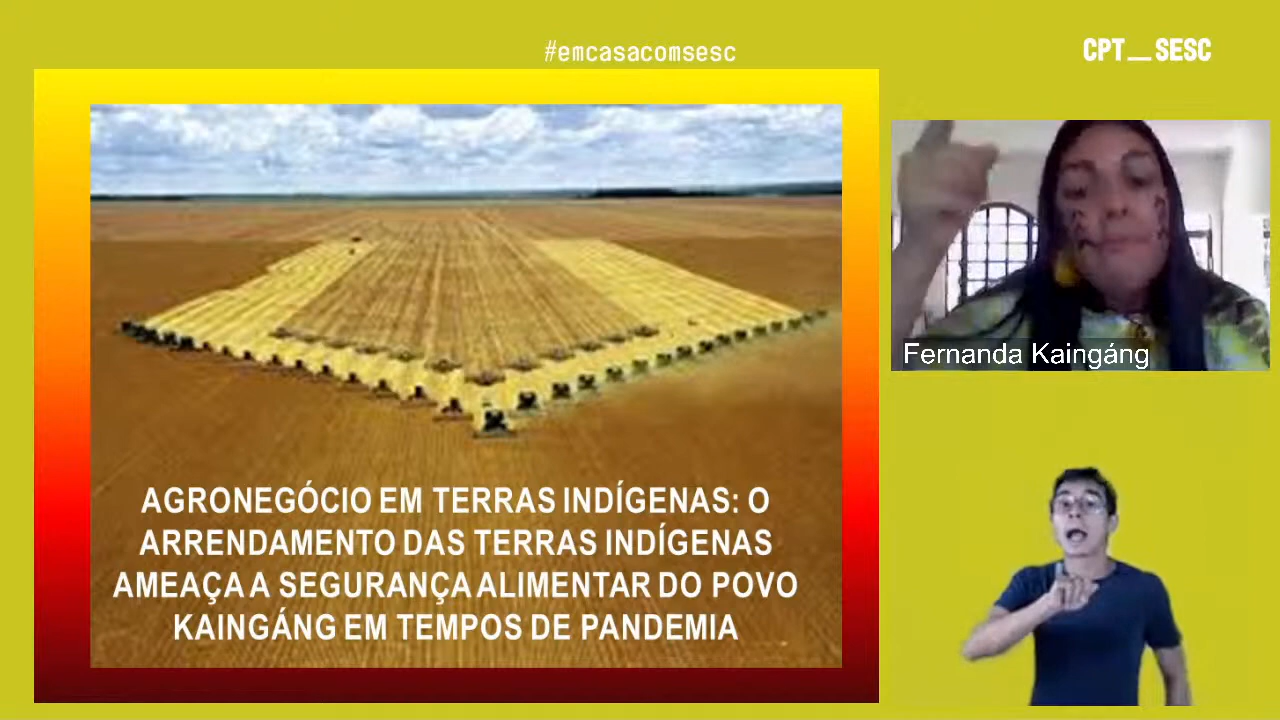 #emcasacomsesc
CPT_SESC
AGRONEGÓCIO EM TERRAS INDÍGENAS: O
ARRENDAMENTO DAS TERRAS INDÍGENAS
AMEAÇA A SEGURANÇA ALIMENTAR DO POVO
KAINGÁNG EM TEMPOS DE PANDEMIA
Fernanda Kaingáng